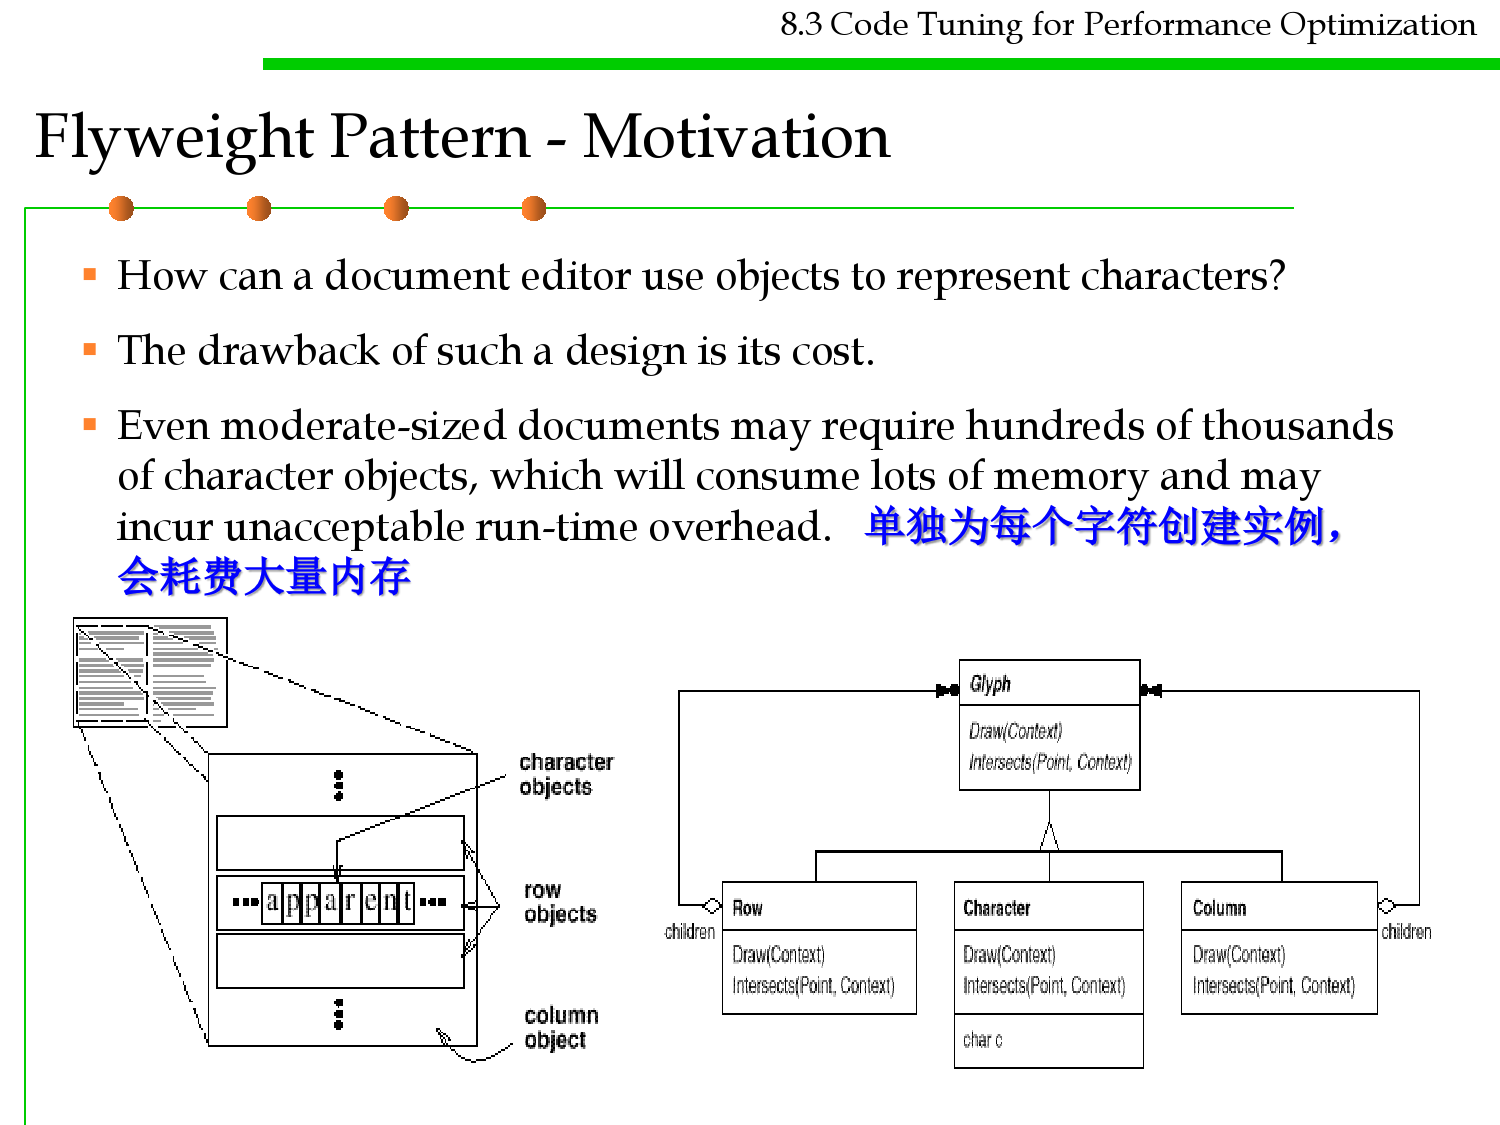 8.3 Code Tuning for Performance Optimization
Flyweight Pattern - Motivation
How can a document editor use objects to represent characters?
The drawback of such a design is its cost.
Even moderate-sized documents may require hundreds of thousands
of character objects, which will consume lots of memory and may
incur unacceptable run-time overhead. 单独为每个字符创建实例，
会耗费大量内存
character
objects
apparent
row
objects
column
object
Glyph
Draw(Context)
Intersects(Point, Context)
Row
Draw(Context)
Intersects(Point, Context)
children
Character
Draw(Context)
Intersects(Point, Context)
char c
Column
Draw(Context)
Intersects(Point, Context)
children